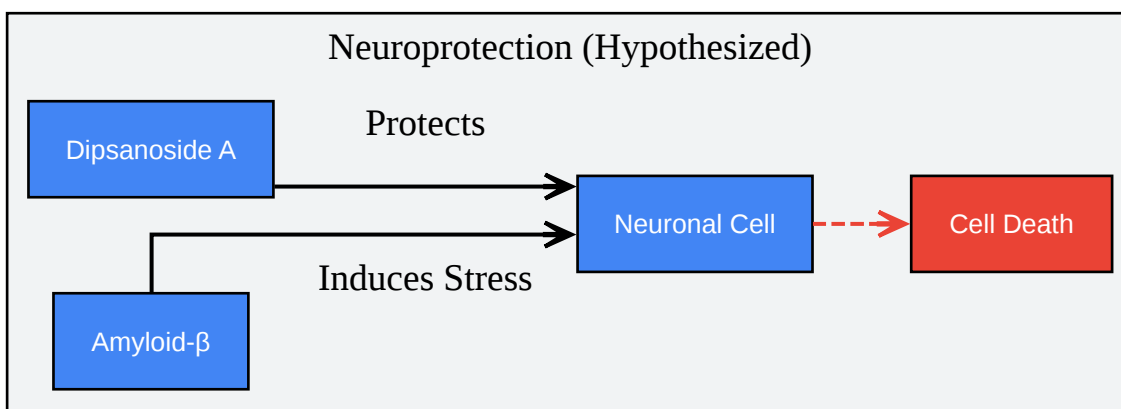 Neuroprotection (Hypothesized)
Dipsanoside A
Protects
Neuronal Cell
Cell Death
Induces Stress
Amyloid-β